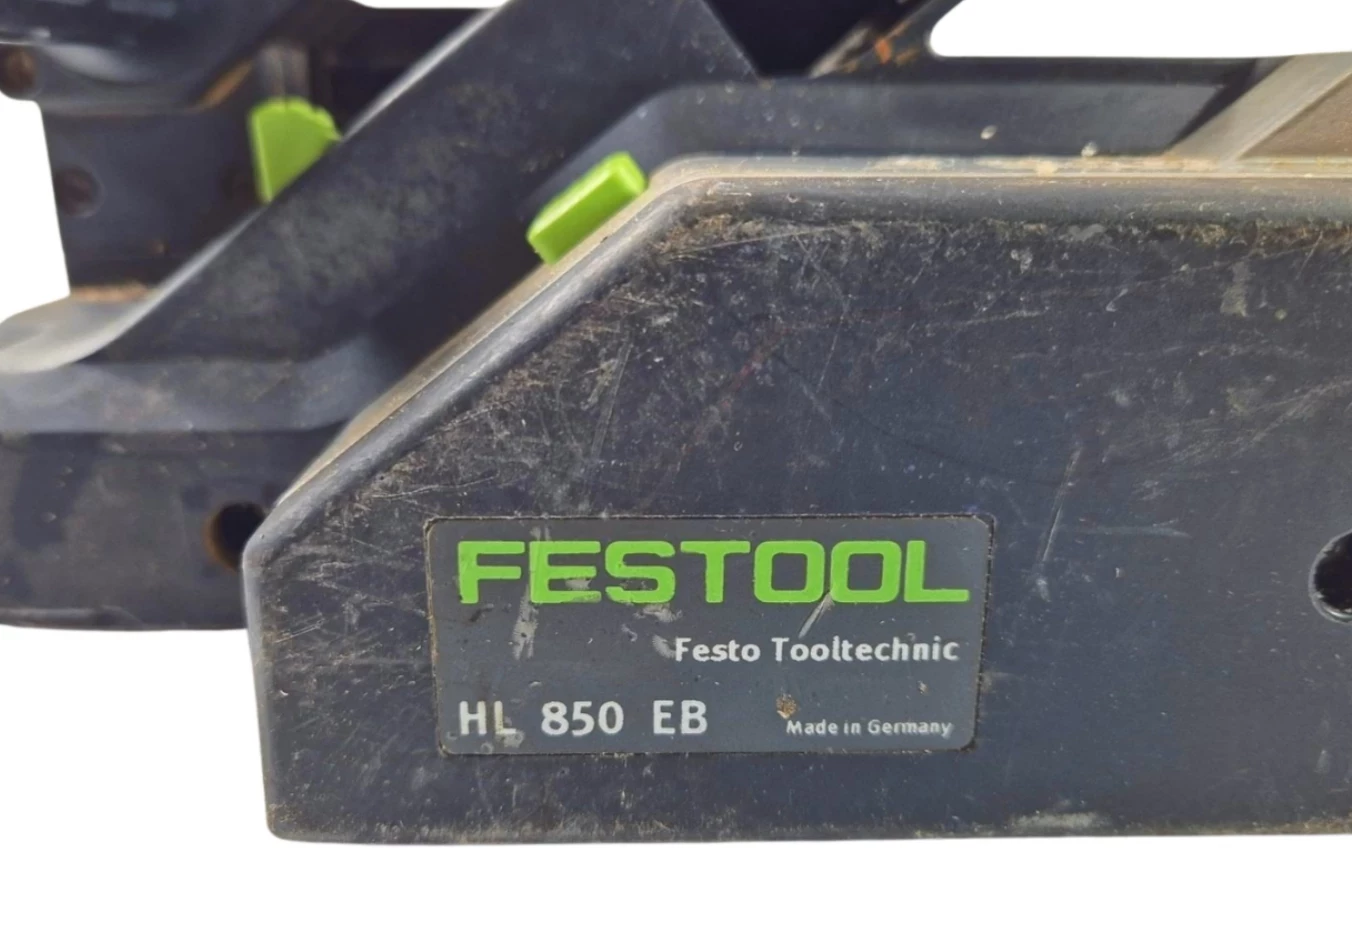 FESTOOL
Festo Tooltechnic
HL 850 EB
Made in Germany